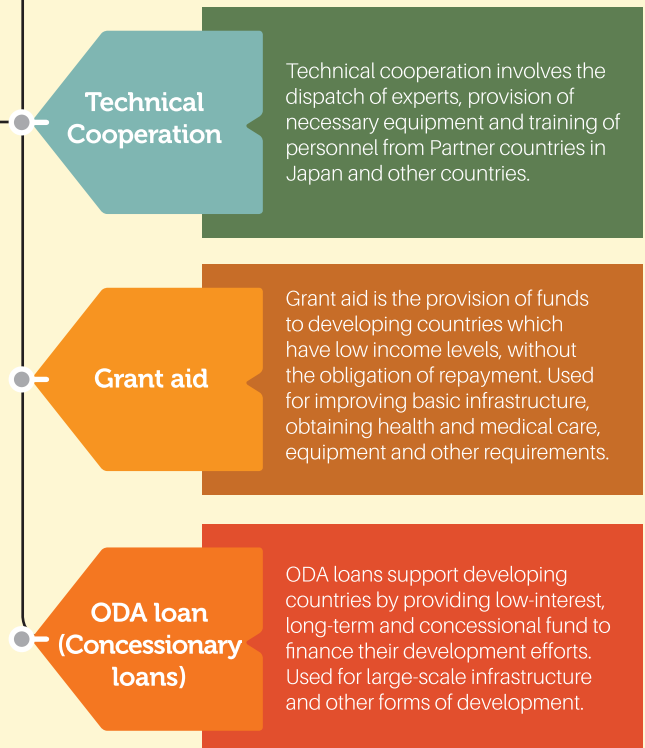 Technical
Cooperation
Technical cooperation involves the
dispatch of experts, provision of
necessary equipment and training of
personnel from Partner countries in
Japan and other countries.
Grant aid
Grant aid is the provision of funds
to developing countries which
have low income levels, without
the obligation of repayment. Used
for improving basic infrastructure,
obtaining health and medical care,
equipment and other requirements.
ODA loan
(Concessionary
loans)
ODA loans support developing
countries by providing low-interest,
long-term and concessional fund to
finance their development efforts.
Used for large-scale infrastructure
and other forms of development.